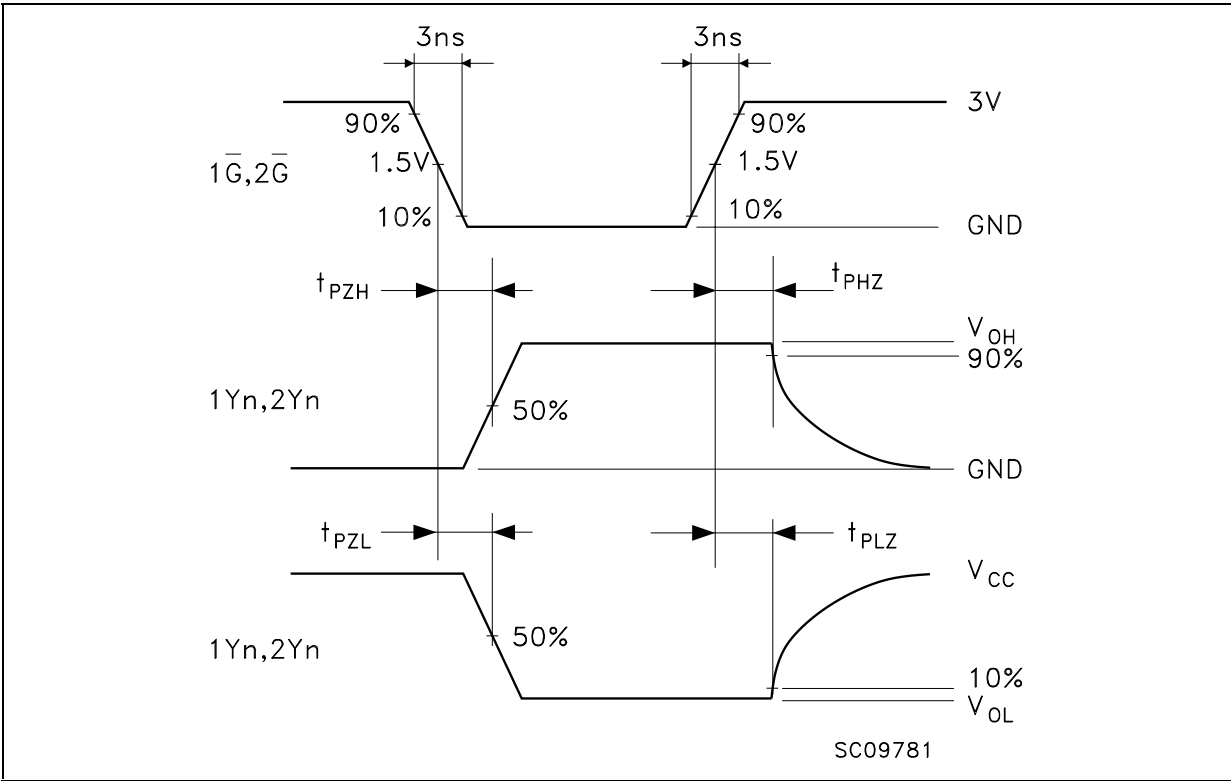 3ns 3ns
3V
90% 90%
1G̅,2G̅ 1.5V 1.5V
10% 10%
GND
tPZH tPHZ
VOH
90%
1Yn,2Yn 50%
GND
tPZL tPLZ
VCC
50%
1Yn,2Yn
10%
VOL
SC09781